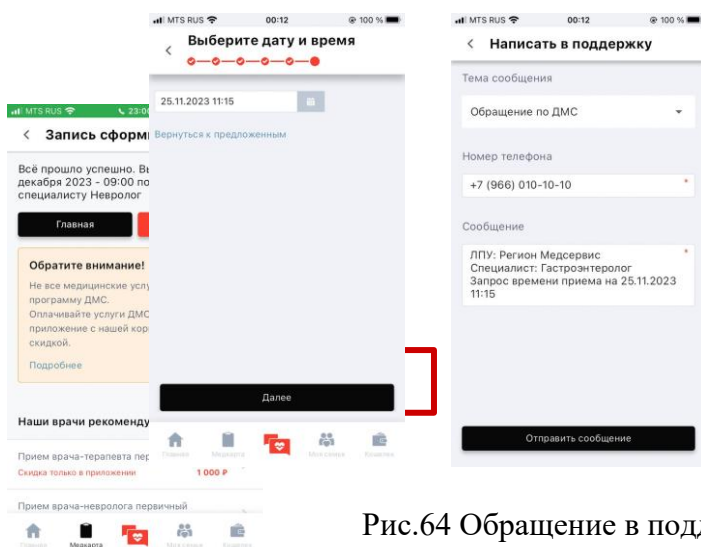 MTS RUS 23:00
Запись сформи
Всё прошло успешно. Вы
декабря 2023 - 09:00 по
специалисту Невролог
Главная
Обратите внимание!
Не все медицинские услу
программу ДМС.
Оплачивайте услуги ДМС
приложение с нашей кор
скидкой.
Подробнее
Наши врачи рекоменду
Прием врача-терапевта пер
Скидка только в приложении 1 000 ₽
Прием врача-невролога первичный
Главная Медкарта Моя семья Кошелек
MTS RUS 00:12 100 %
Выберите дату и время
25.11.2023 11:15
Вернуться к предложенным
Далее
Главная Медкарта Моя семья Кошелек
MTS RUS 00:12 100 %
Написать в поддержку
Тема сообщения
Обращение по ДМС
Номер телефона
+7 (966) 010-10-10 *
Сообщение
ЛПУ: Регион Медсервис *
Специалист: Гастроэнтеролог
Запрос времени приема на 25.11.2023
11:15
Отправить сообщение
Рис.64 Обращение в под